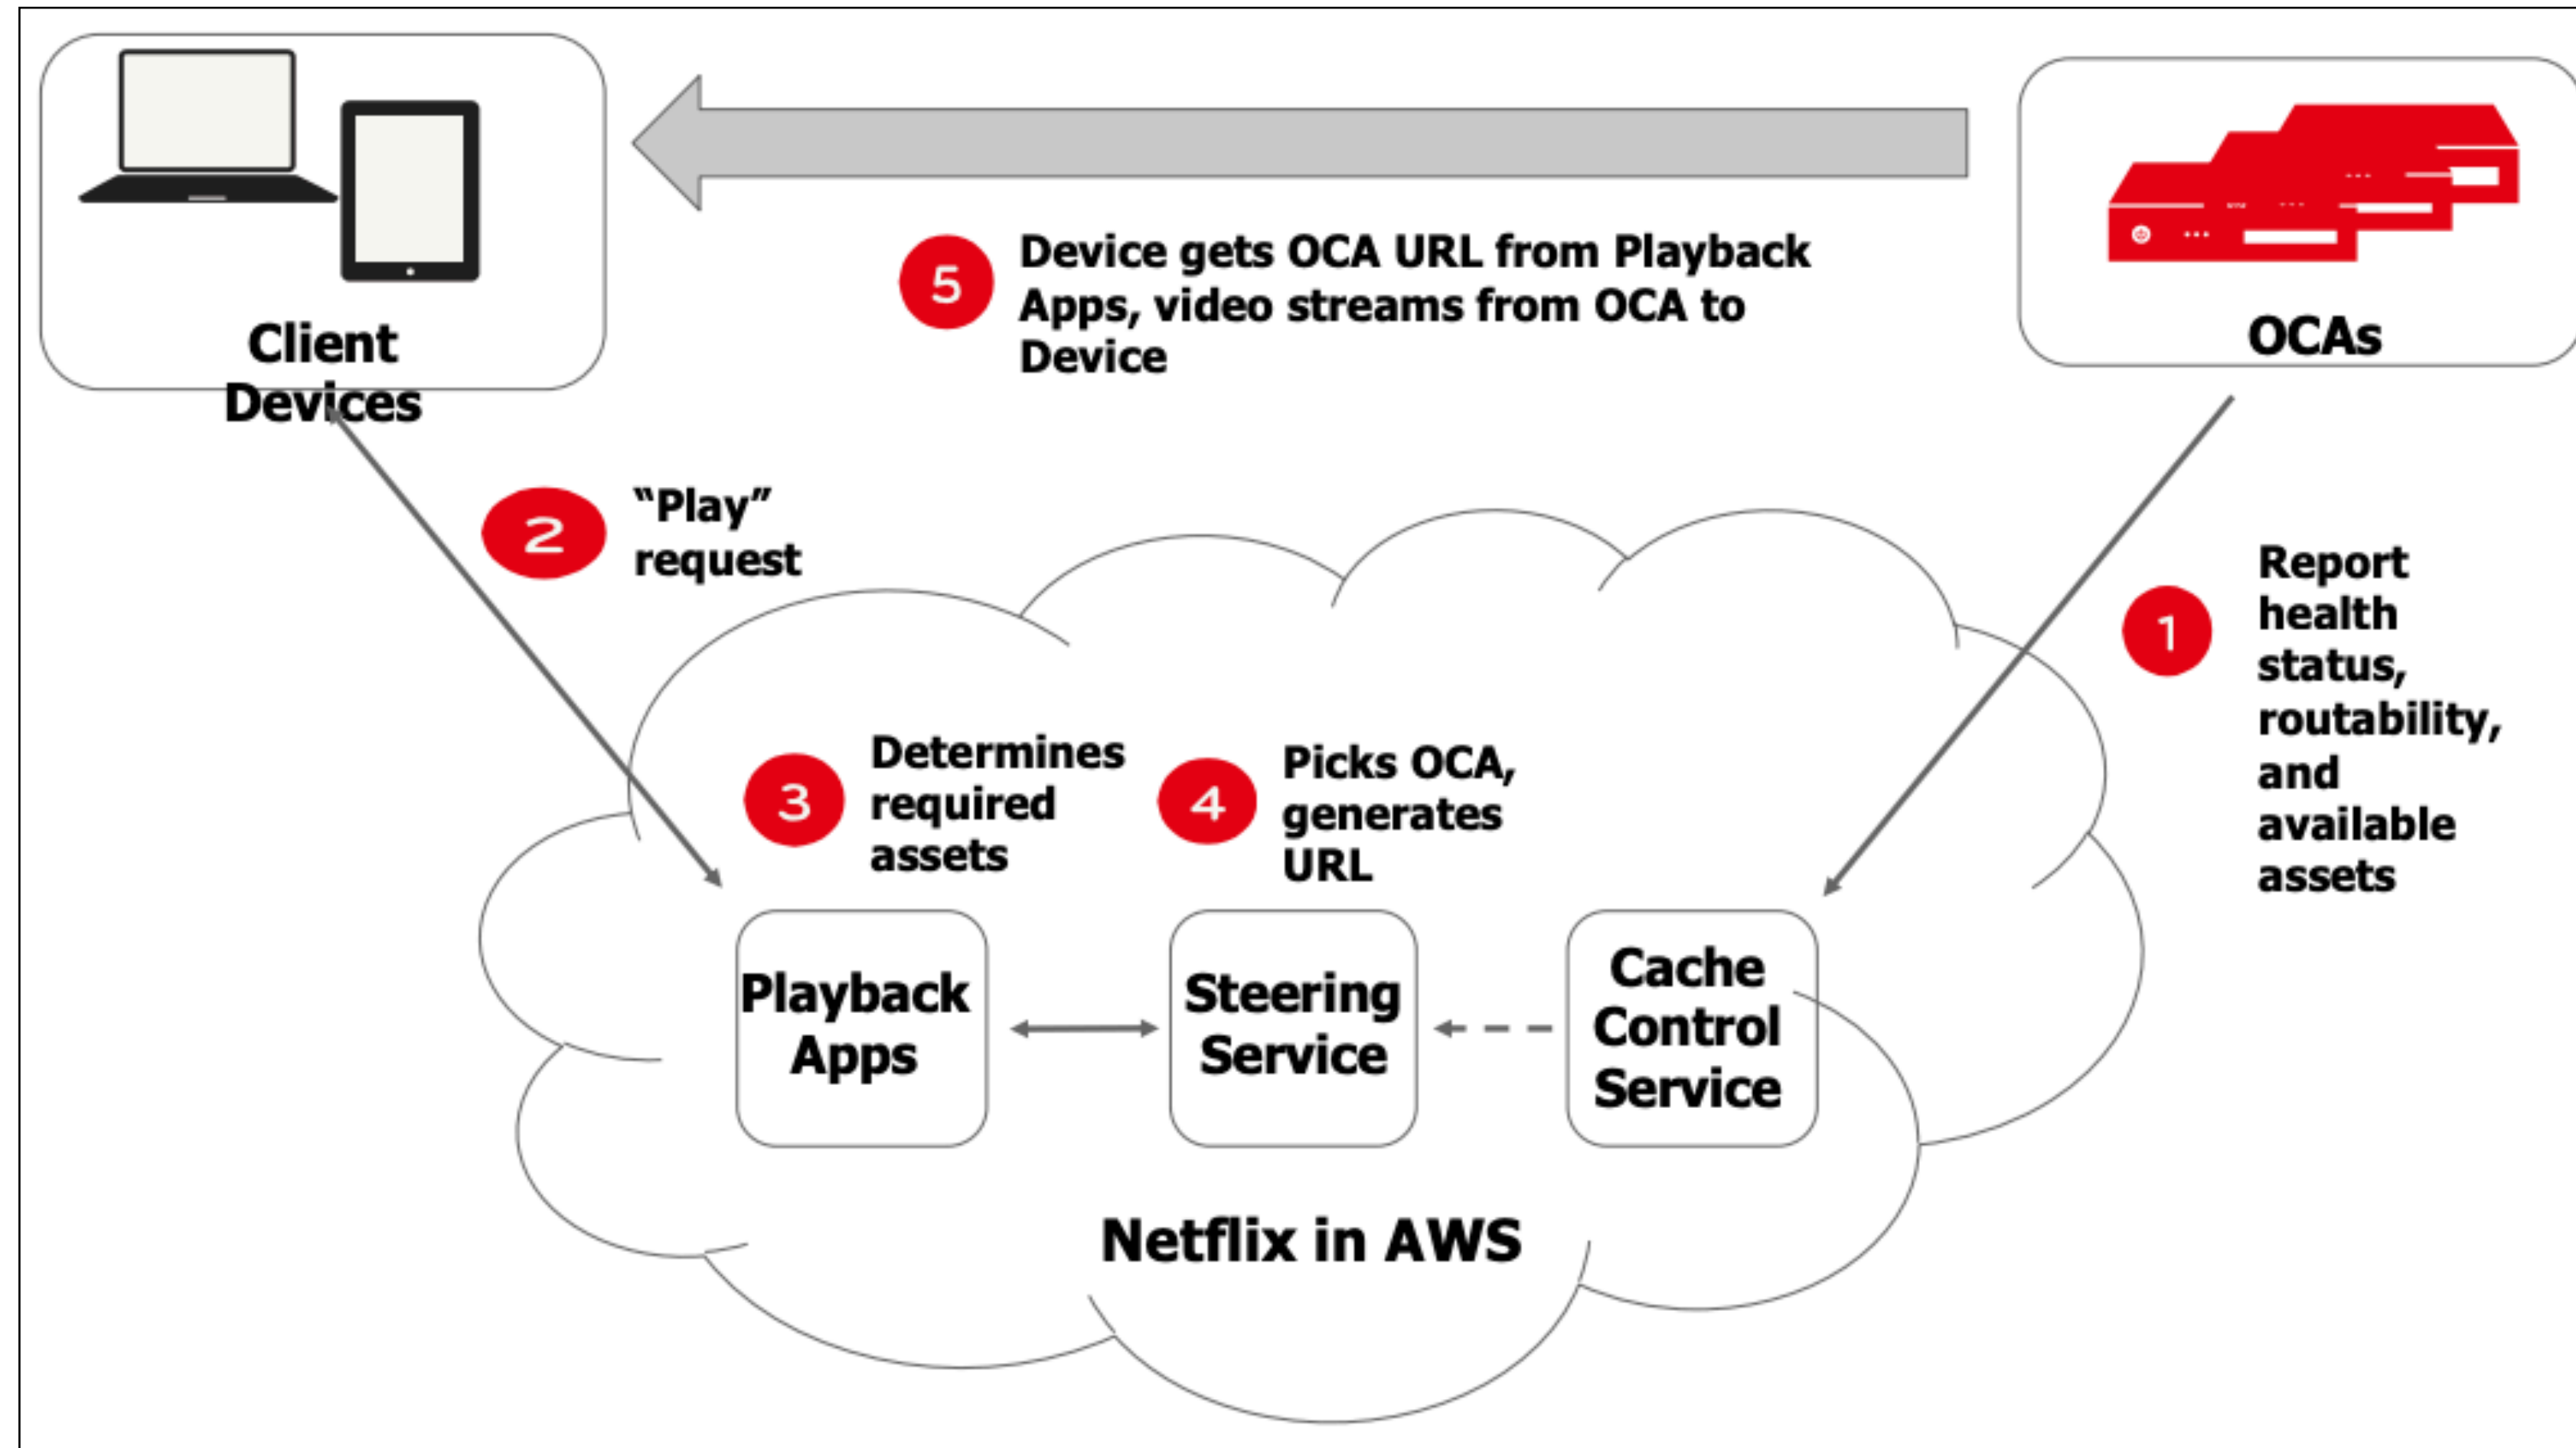 Client
Devices
5
Device gets OCA URL from Playback
Apps, video streams from OCA to
Device
OCAs
2
“Play”
request
1
Report
health
status,
routability,
and
available
assets
3
Determines
required
assets
4
Picks OCA,
generates
URL
Playback
Apps
Steering
Service
Cache
Control
Service
Netflix in AWS